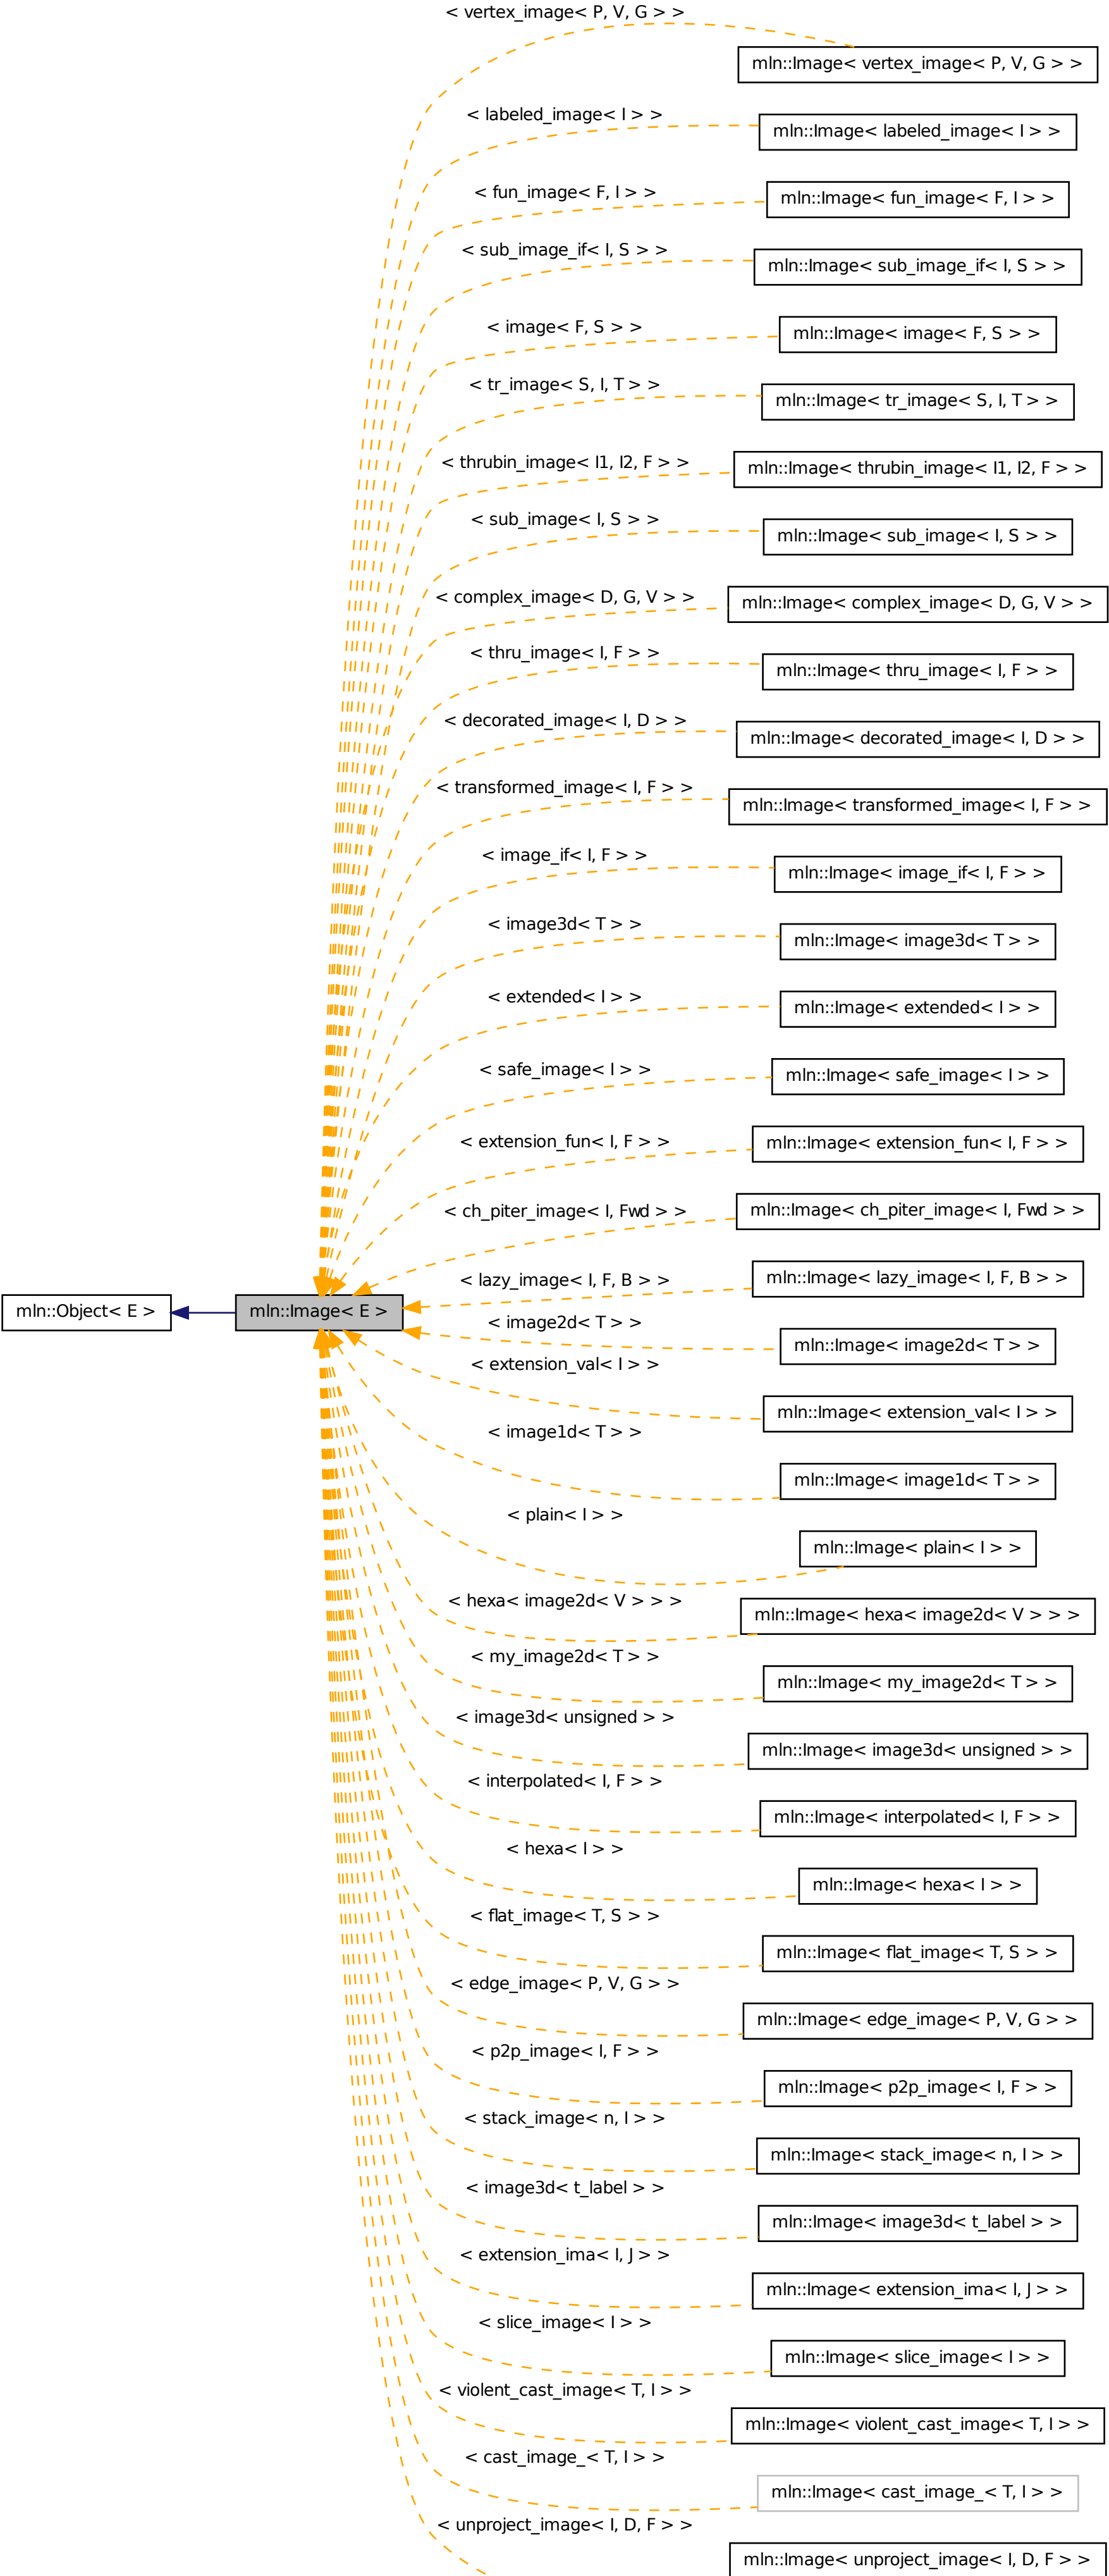 < vertex_image< P, V, G > >
mln::Image< vertex_image< P, V, G > >
< labeled_image< I > >
mln::Image< labeled_image< I > >
< fun_image< F, I > >
mln::Image< fun_image< F, I > >
< sub_image_if< I, S > >
mln::Image< sub_image_if< I, S > >
< image< F, S > >
mln::Image< image< F, S > >
< tr_image< S, I, T > >
mln::Image< tr_image< S, I, T > >
< thrubin_image< I1, I2, F > >
mln::Image< thrubin_image< I1, I2, F > >
< sub_image< I, S > >
mln::Image< sub_image< I, S > >
< complex_image< D, G, V > >
mln::Image< complex_image< D, G, V > >
< thru_image< I, F > >
mln::Image< thru_image< I, F > >
< decorated_image< I, D > >
mln::Image< decorated_image< I, D > >
< transformed_image< I, F > >
mln::Image< transformed_image< I, F > >
< image_if< I, F > >
mln::Image< image_if< I, F > >
< image3d< T > >
mln::Image< image3d< T > >
< extended< I > >
mln::Image< extended< I > >
< safe_image< I > >
mln::Image< safe_image< I > >
< extension_fun< I, F > >
mln::Image< extension_fun< I, F > >
< ch_piter_image< I, Fwd > >
mln::Image< ch_piter_image< I, Fwd > >
< lazy_image< I, F, B > >
mln::Image< lazy_image< I, F, B > >
mln::Object< E >
mln::Image< E >
< image2d< T > >
mln::Image< image2d< T > >
< extension_val< I > >
mln::Image< extension_val< I > >
< image1d< T > >
mln::Image< image1d< T > >
< plain< I > >
mln::Image< plain< I > >
< hexa< image2d< V > > >
mln::Image< hexa< image2d< V > > >
< my_image2d< T > >
mln::Image< my_image2d< T > >
< image3d< unsigned > >
mln::Image< image3d< unsigned > >
< interpolated< I, F > >
mln::Image< interpolated< I, F > >
< hexa< I > >
mln::Image< hexa< I > >
< flat_image< T, S > >
mln::Image< flat_image< T, S > >
< edge_image< P, V, G > >
mln::Image< edge_image< P, V, G > >
< p2p_image< I, F > >
mln::Image< p2p_image< I, F > >
< stack_image< n, I > >
mln::Image< stack_image< n, I > >
< image3d< t_label > >
mln::Image< image3d< t_label > >
< extension_ima< I, J > >
mln::Image< extension_ima< I, J > >
< slice_image< I > >
mln::Image< slice_image< I > >
< violent_cast_image< T, I > >
mln::Image< violent_cast_image< T, I > >
< cast_image_< T, I > >
mln::Image< cast_image_< T, I > >
< unproject_image< I, D, F > >
mln::Image< unproject_image< I, D, F > >